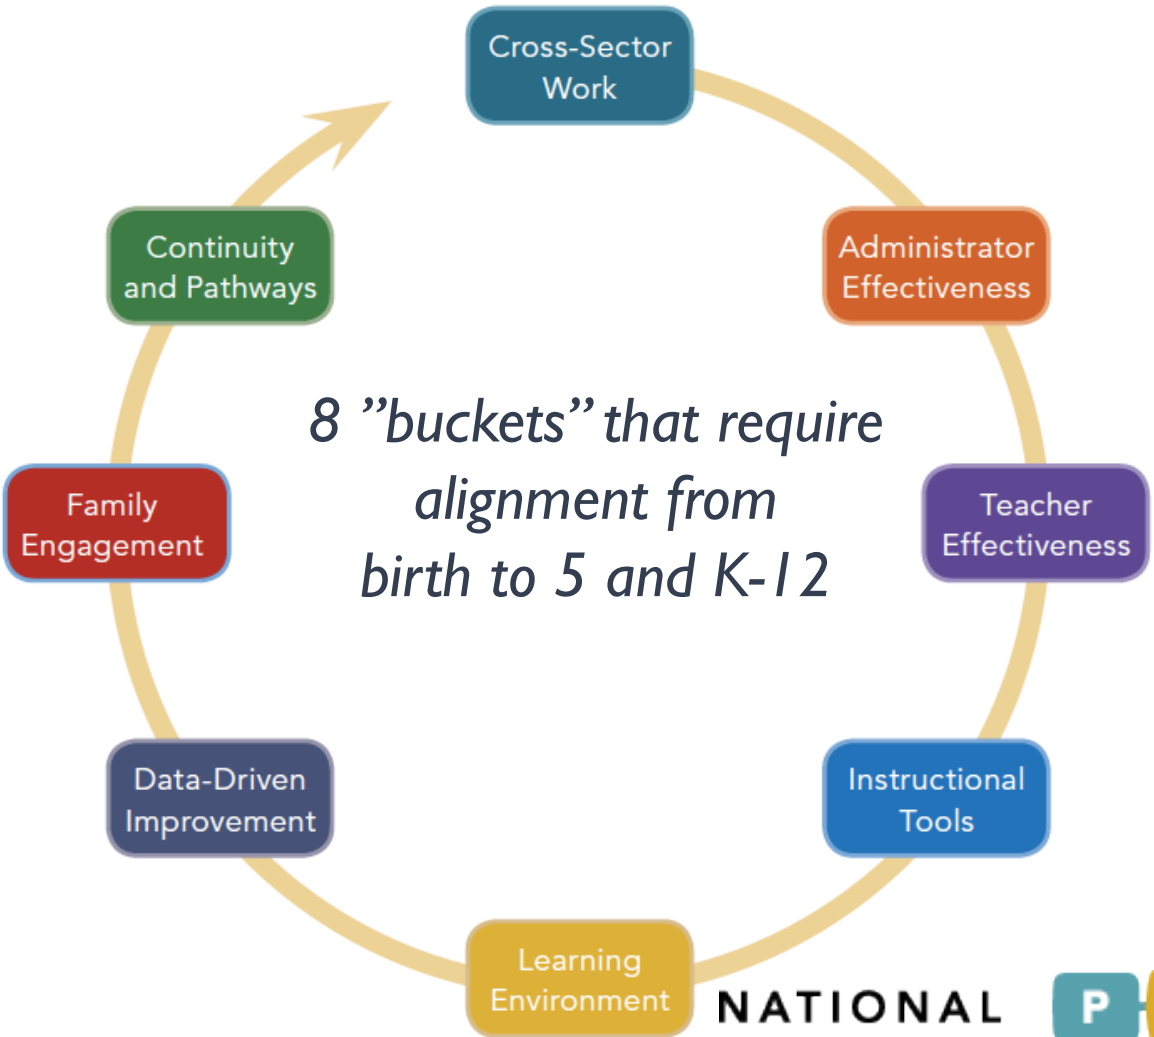 Cross-Sector
Work
Administrator
Effectiveness
Teacher
Effectiveness
Instructional
Tools
Learning
Environment
Data-Driven
Improvement
Family
Engagement
Continuity
and Pathways
8 ”buckets” that require
alignment from
birth to 5 and K-12
NATIONAL P